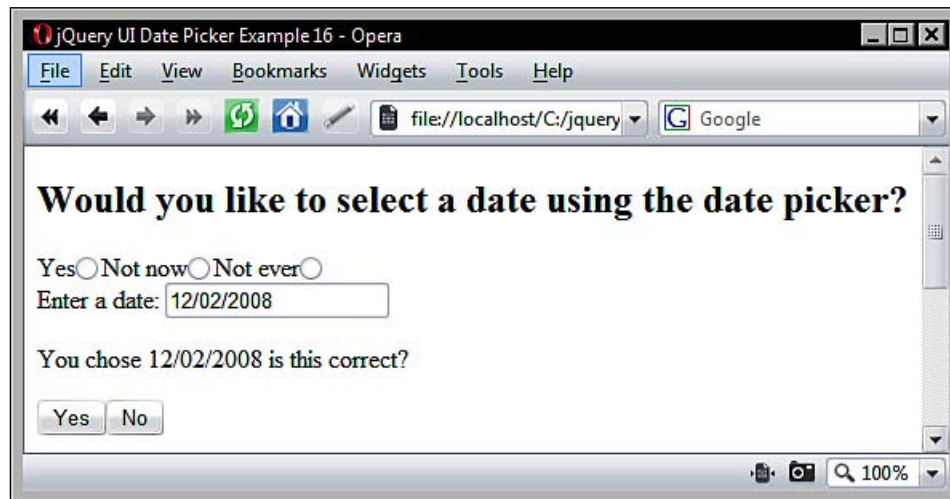 jQuery UI Date Picker Example 16 - Opera
File Edit View Bookmarks Widgets Tools Help
file://localhost/C:/jquery G Google
Would you like to select a date using the date picker?
Yes Not now Not ever
Enter a date: 12/02/2008
You chose 12/02/2008 is this correct?
Yes No
100%